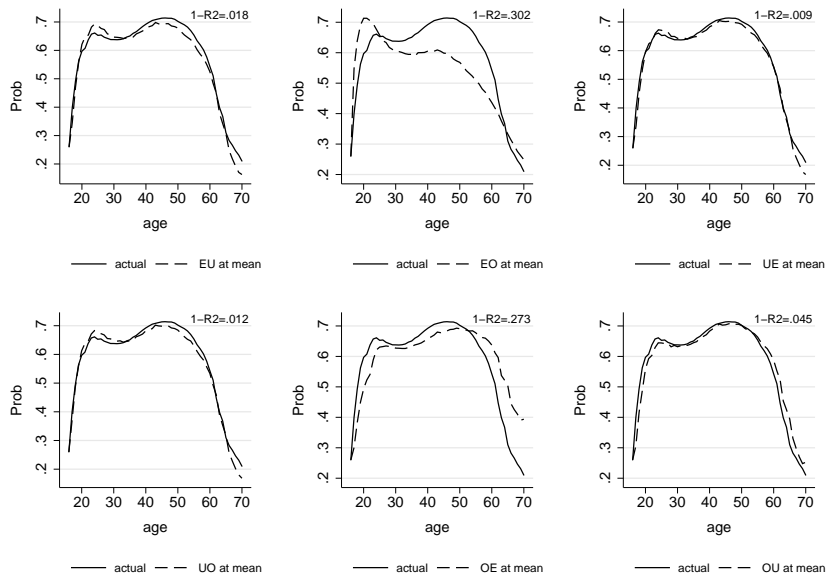 1−R2=.018
Prob
.7
.6
.5
.4
.3
.2
20 30 40 50 60 70
age
actual EU at mean
1−R2=.302
Prob
.7
.6
.5
.4
.3
.2
20 30 40 50 60 70
age
actual EO at mean
1−R2=.009
Prob
.7
.6
.5
.4
.3
.2
20 30 40 50 60 70
age
actual UE at mean
1−R2=.012
Prob
.7
.6
.5
.4
.3
.2
20 30 40 50 60 70
age
actual UO at mean
1−R2=.273
Prob
.7
.6
.5
.4
.3
.2
20 30 40 50 60 70
age
actual OE at mean
1−R2=.045
Prob
.7
.6
.5
.4
.3
.2
20 30 40 50 60 70
age
actual OU at mean